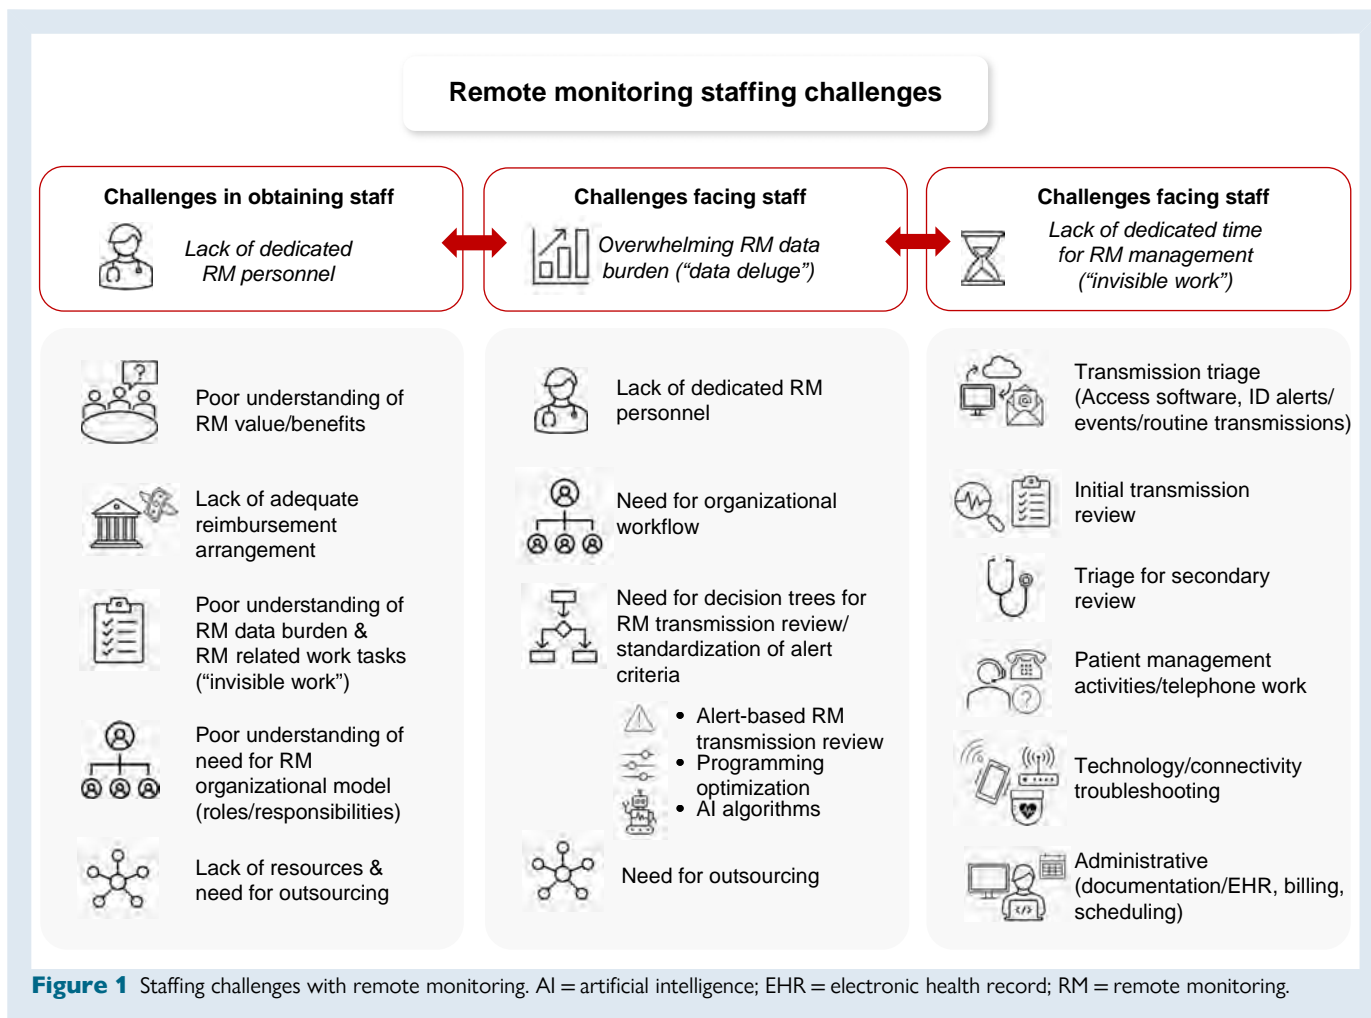 Remote monitoring staffing challenges
Challenges in obtaining staff
Lack of dedicated
RM personnel
Challenges facing staff
Overwhelming RM data
burden (“data deluge”)
Challenges facing staff
Lack of dedicated time
for RM management
(“invisible work”)
?
Poor understanding of
RM value/benefits
Lack of adequate
reimbursement
arrangement
Poor understanding of
RM data burden &
RM related work tasks
(“invisible work”)
Poor understanding of
need for RM
organizational model
(roles/responsibilities)
Lack of resources &
need for outsourcing
Lack of dedicated RM
personnel
Need for organizational
workflow
Need for decision trees for
RM transmission review/
standardization of alert
criteria
• Alert-based RM
transmission review
• Programming
optimization
• AI algorithms
Need for outsourcing
@
Transmission triage
(Access software, ID alerts/
events/routine transmissions)
Initial transmission
review
Triage for secondary
review
?
Patient management
activities/telephone work
Technology/connectivity
troubleshooting
</>
Administrative
(documentation/EHR, billing,
scheduling)
Figure 1 Staffing challenges with remote monitoring. AI = artificial intelligence; EHR = electronic health record; RM = remote monitoring.